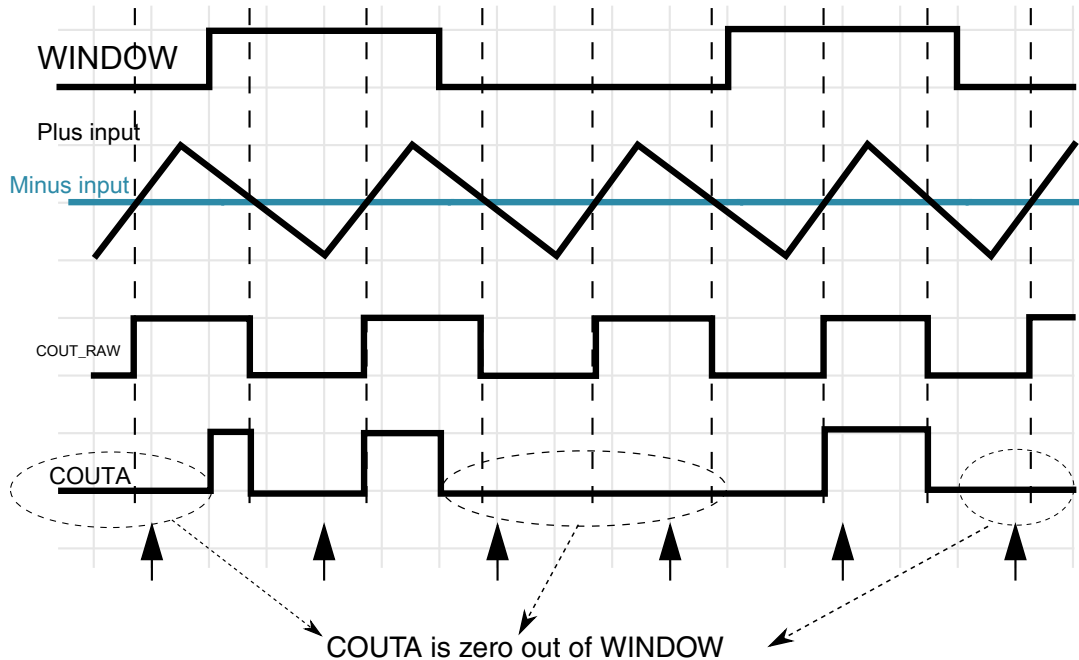 WINDOW
Plus input
Minus input
COUT_RAW
COUTA
COUTA is zero out of WINDOW